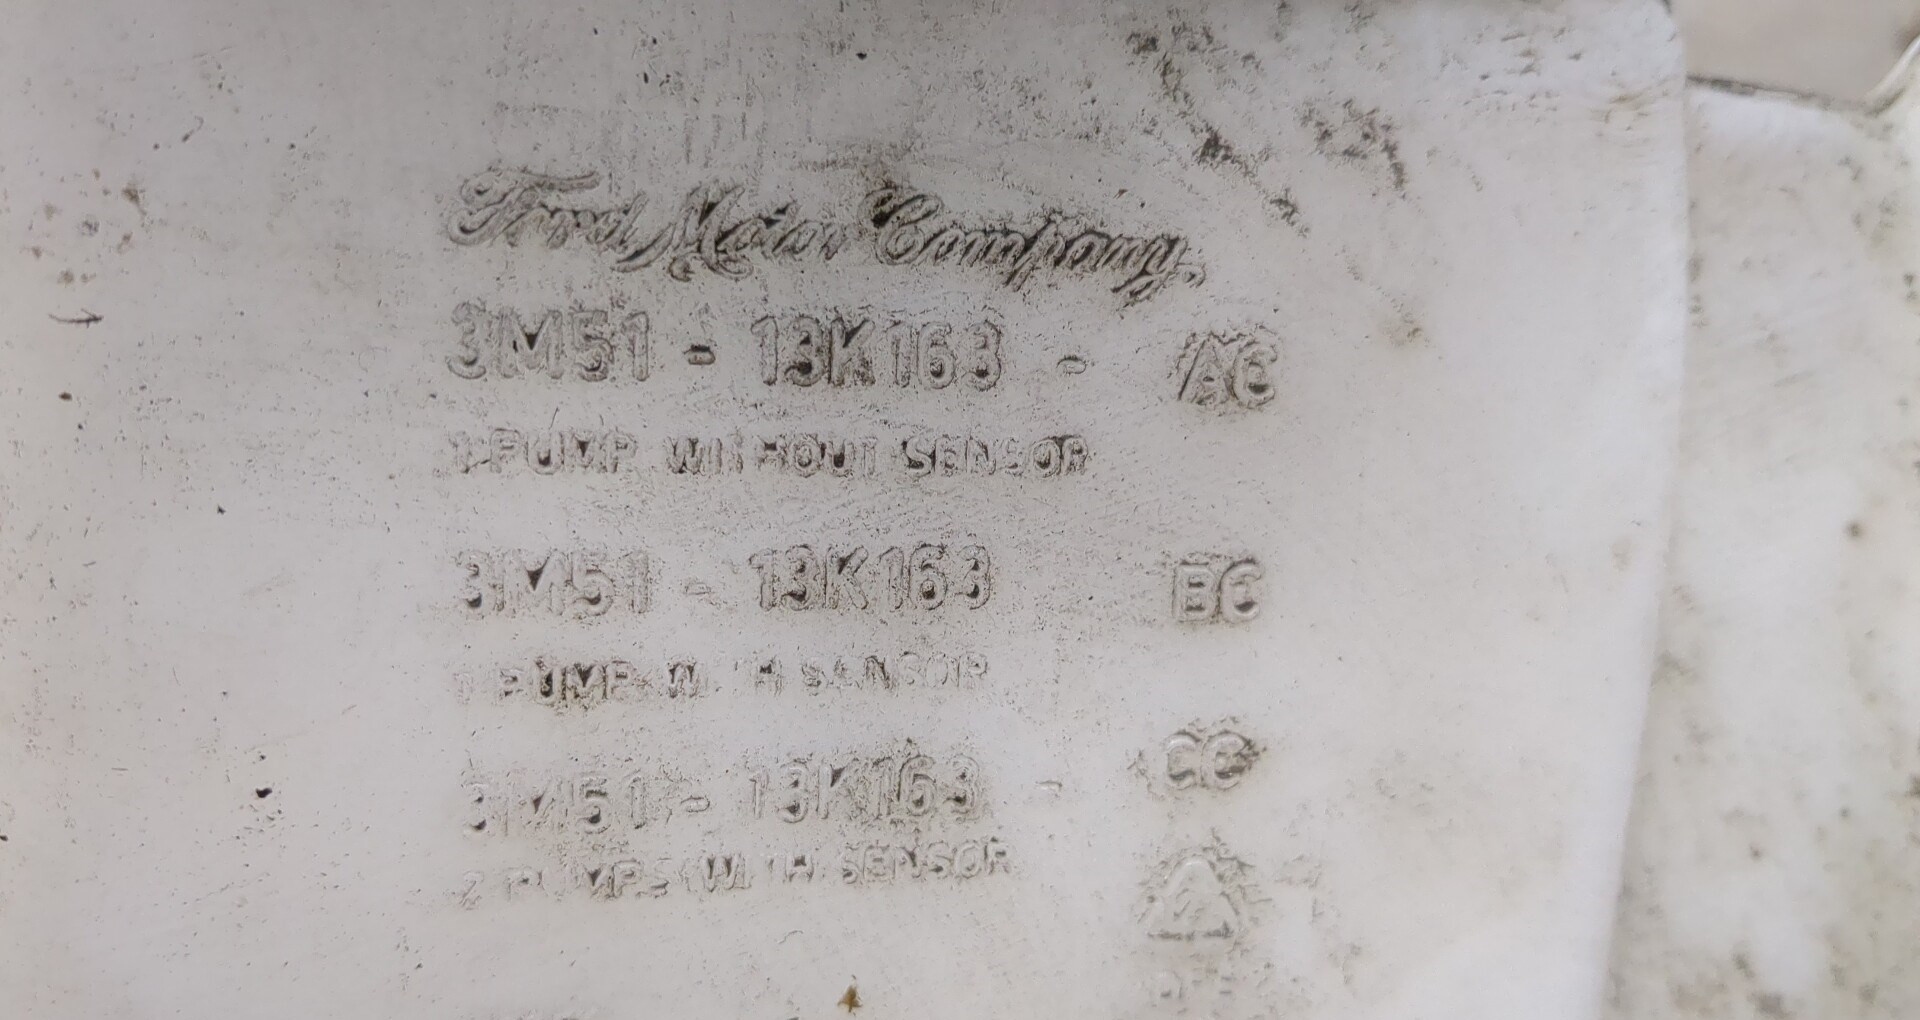 Ford Motor Company
3M51 - 13K163 - AC
1 PUMP WITHOUT SENSOR
3M51 - 13K163 BC
1 PUMP WITH SENSOR
3M51 - 13K163 - CC
2 PUMPS WITH SENSOR